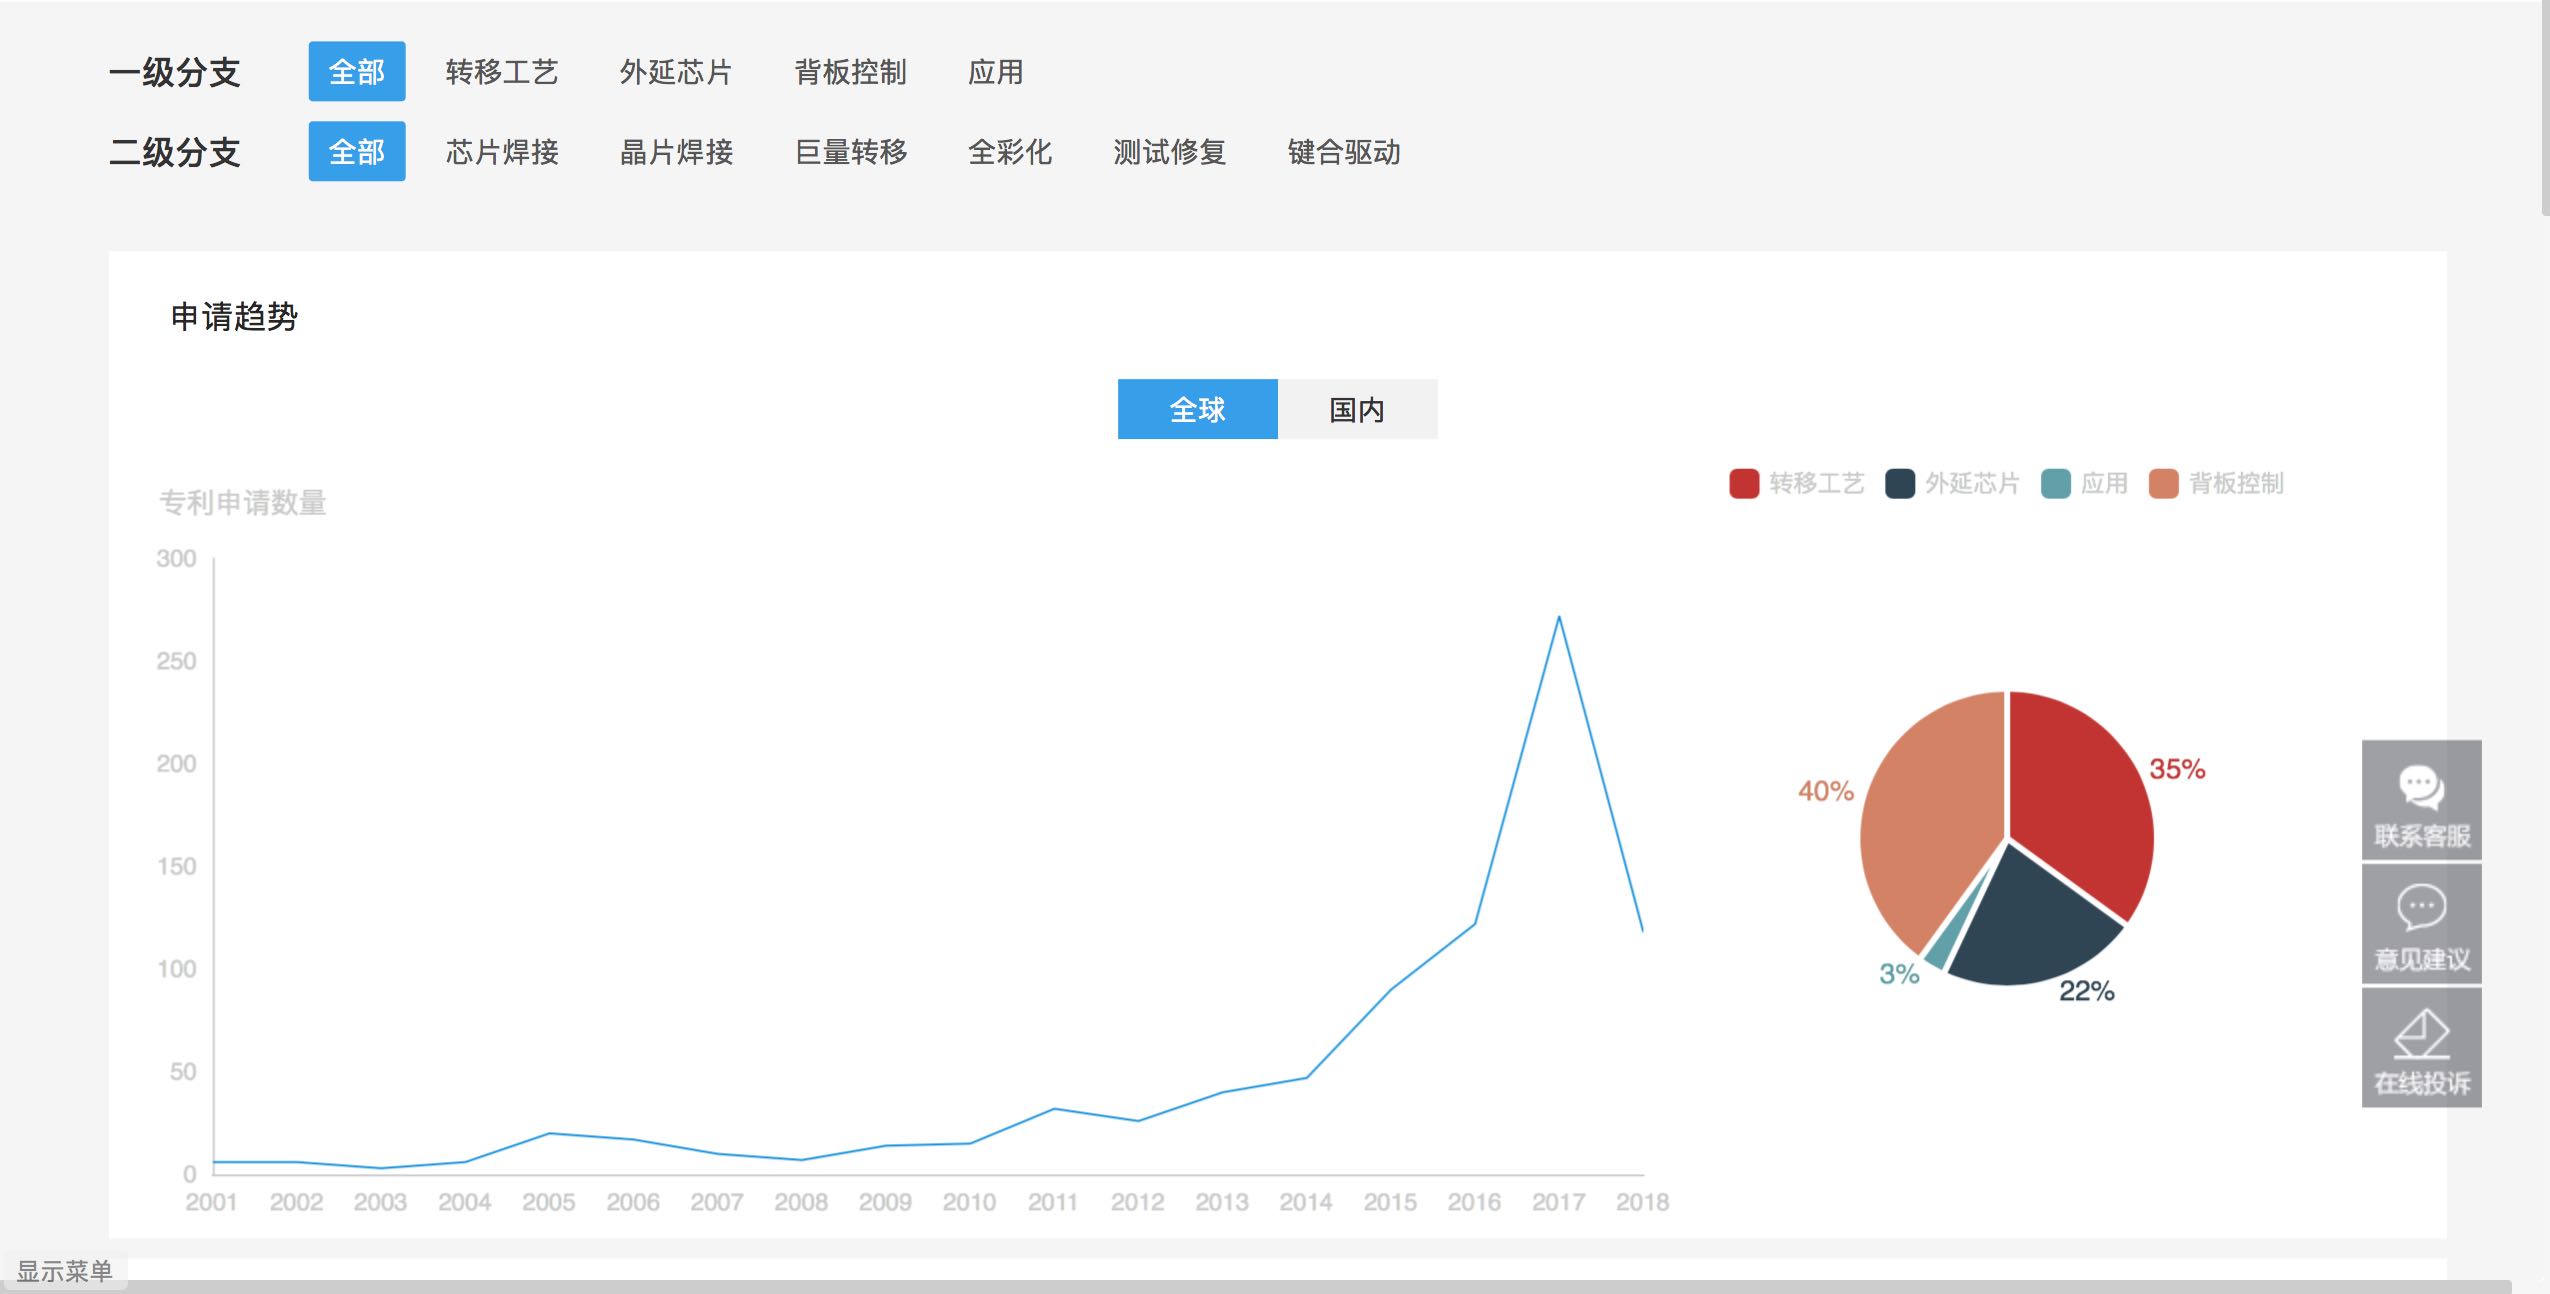 一级分支 全部 转移工艺 外延芯片 背板控制 应用
二级分支 全部 芯片焊接 晶片焊接 巨量转移 全彩化 测试修复 键合驱动
申请趋势
全球 国内
转移工艺 外延芯片 应用 背板控制
专利申请数量
300
250
200
150
100
50
0
2001 2002 2003 2004 2005 2006 2007 2008 2009 2010 2011 2012 2013 2014 2015 2016 2017 2018
35%
40%
3%
22%
联系客服
意见建议
在线投诉
显示菜单